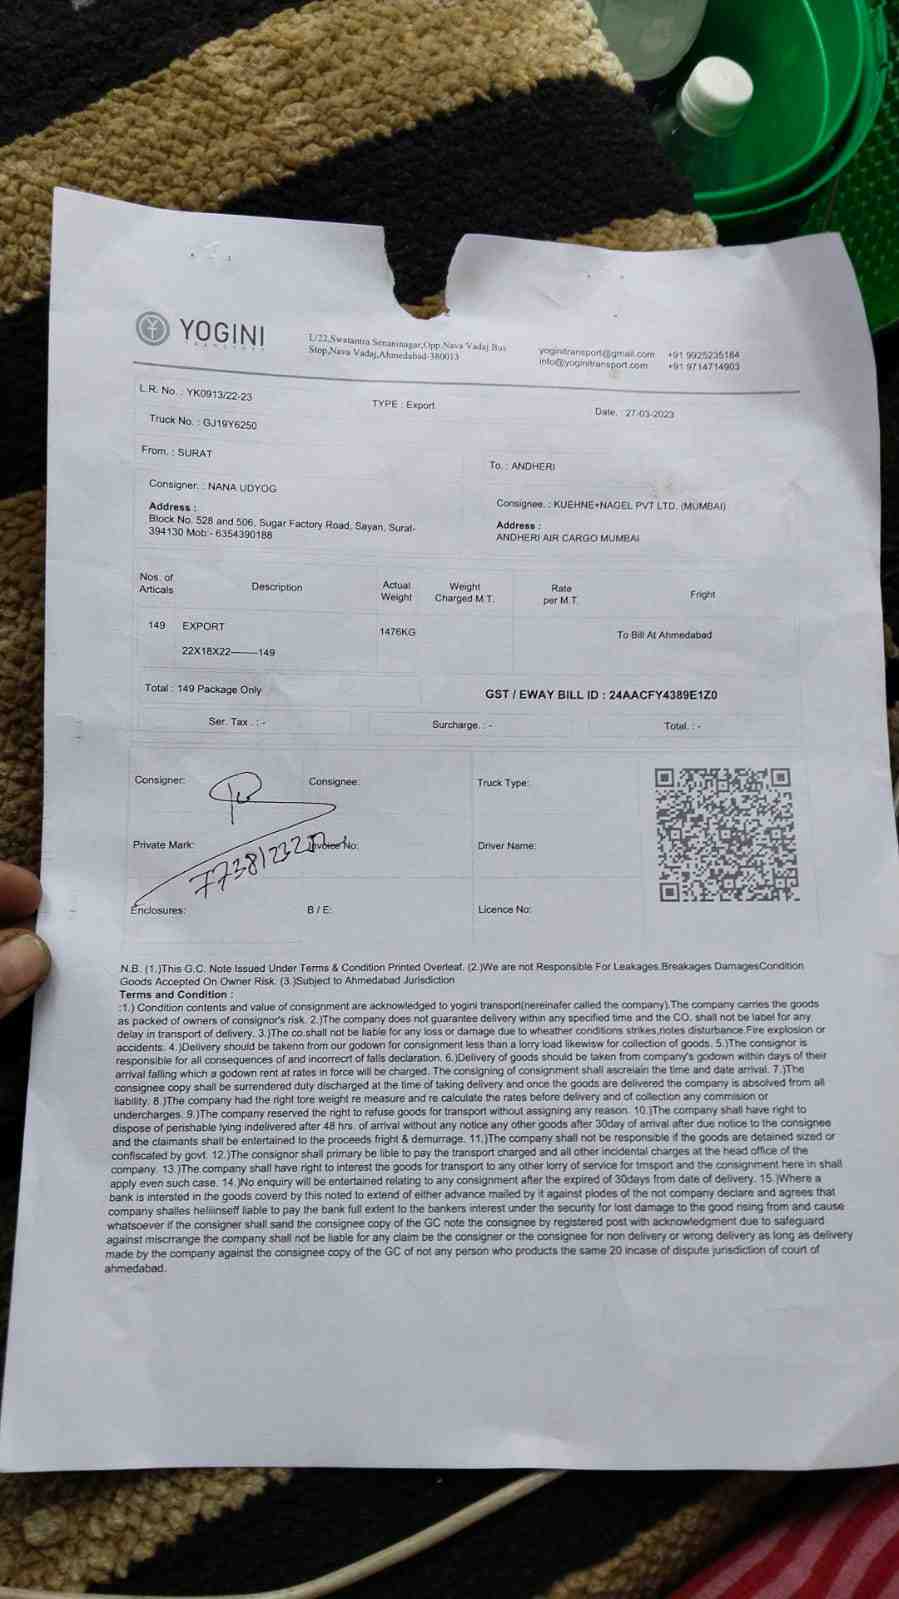 YOGINI
TRANSPORT
L/22,Swatantra Senaninagar,Opp.Nava Vadaj Bus
Stop,Nava Vadaj,Ahmedabad-380013
yoginitransport@gmail.com +91 9925235184
info@yoginitransport.com +91 9714714903
L.R. No. : YK0913/22-23
TYPE : Export
Date. : 27-03-2023
Truck No. : GJ19Y6250
From. : SURAT
To. : ANDHERI
Consigner. : NANA UDYOG
Consignee. : KUEHNE+NAGEL PVT LTD. (MUMBAI)
Address :
Block No. 528 and 506, Sugar Factory Road, Sayan, Surat-
394130 Mob'- 6354390188
Address :
ANDHERI AIR CARGO MUMBAI
Nos. of
Articals
Description
Actual
Weight
Weight
Charged M.T.
Rate
per M.T.
Fright
149 EXPORT 1476KG To Bill At Ahmedabad
22X18X22--------149
Total : 149 Package Only
GST / EWAY BILL ID : 24AACFY4389E1Z0
Ser. Tax . : -
Surcharge. : -
Total. : -
Consigner:
Consignee:
Truck Type:
Private Mark:
Invoice No:
Driver Name:
Enclosures:
B / E:
Licence No:
N.B. (1.)This G.C. Note Issued Under Terms & Condition Printed Overleaf. (2.)We are not Responsible For Leakages,Breakages DamagesCondition
Goods Accepted On Owner Risk. (3.)Subject to Ahmedabad Jurisdiction
Terms and Condition :
:1.) Condition contents and value of consignment are acknowledged to yogini transport(nereinafer called the company).The company carries the goods
as packed of owners of consignor's risk. 2.)The company does not guarantee delivery within any specified time and the CO. shall not be label for any
delay in transport of delivery. 3.)The co.shall not be liable for any loss or damage due to wheather conditions strikes,notes disturbance.Fire explosion or
accidents. 4.)Delivery should be takenn from our godown for consignment less than a lorry load likewisw for collection of goods. 5.)The consignor is
responsible for all consequences of and incorrecrt of falls declaration. 6.)Delivery of goods should be taken from company's godown within days of their
arrival falling which a godown rent at rates in force will be charged. The consigning of consignment shall ascreiain the time and date arrival. 7.)The
consignee copy shall be surrendered duty discharged at the time of taking delivery and once the goods are delivered the company is absolved from all
liability. 8.)The company had the right tore weight re measure and re calculate the rates before delivery and of collection any commision or
undercharges. 9.)The company reserved the right to refuse goods for transport without assigning any reason. 10.)The company shall have right to
dispose of perishable lying indelivered after 48 hrs. of arrival without any notice any other goods after 30day of arrival after due notice to the consignee
and the claimants shall be entertained to the proceeds fright & demurrage. 11.)The company shall not be responsible if the goods are detained sized or
confiscated by govt. 12.)The consignor shall primary be lible to pay the transport charged and all other incidental charges at the head office of the
company. 13.)The company shall have right to interest the goods for transport to any other lorry of service for trnsport and the consignment here in shall
apply even such case. 14.)No enquiry will be entertained relating to any consignment after the expired of 30days from date of delivery. 15.)Where a
bank is intersted in the goods coverd by this noted to extend of either advance mailed by it against plodes of the not company declare and agrees that
company shalles heliiinseff liable to pay the bank full extent to the bankers interest under the security for lost damage to the good rising from and cause
whatsoever if the consigner shall sand the consignee copy of the GC note the consignee by registered post with acknowledgment due to safeguard
against miscrrange the company shall not be liable for any claim be the consigner or the consignee for non delivery or wrong delivery as long as delivery
made by the company against the consignee copy of the GC of not any person who products the same 20 incase of dispute jurisdiction of court of
ahmedabad.